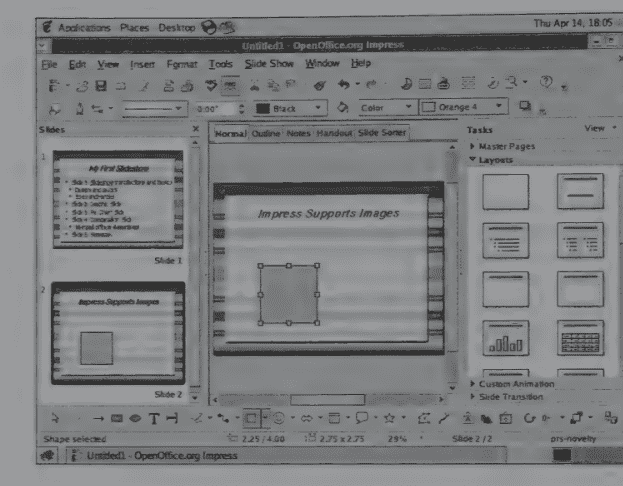 Applications Places Desktop
Thu Apr 14, 18:05
Untitled1 - OpenOffice.org Impress
File Edit View Insert Format Tools Slide Show Window Help
0.00" Black Color Orange 4
Slides
Normal Outline Notes Handout Slide Sorter
Tasks View
Master Pages
Layouts
1
My First Slideshow
Slide 1
Impress Supports Images
2
Impress Supports Images
Slide 2
Custom Animation
Slide Transition
T
Shape selected 2.25 / 4.00 2.75 x 2.75 29% Slide 2 / 2 prs-novelty
Untitled1 - OpenOffice.org Impress